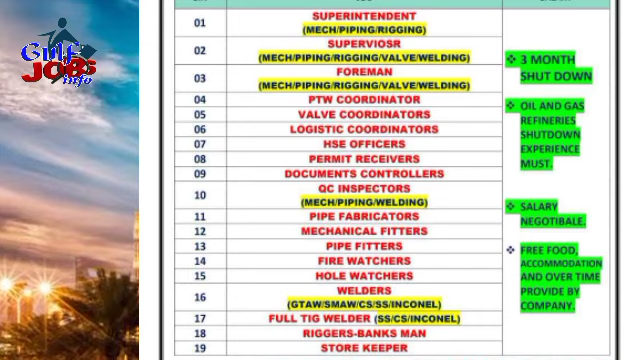 Gulf
JOBS
info
01 SUPERINTENDENT
(MECH/PIPING/RIGGING)
02 SUPERVIOSR
(MECH/PIPING/RIGGING/VALVE/WELDING)
03 FOREMAN
(MECH/PIPING/RIGGING/VALVE/WELDING)
04 PTW COORDINATOR
05 VALVE COORDINATORS
06 LOGISTIC COORDINATORS
07 HSE OFFICERS
08 PERMIT RECEIVERS
09 DOCUMENTS CONTROLLERS
10 QC INSPECTORS
(MECH/PIPING/WELDING)
11 PIPE FABRICATORS
12 MECHANICAL FITTERS
13 PIPE FITTERS
14 FIRE WATCHERS
15 HOLE WATCHERS
16 WELDERS
(GTAW/SMAW/CS/SS/INCONEL)
17 FULL TIG WELDER (SS/CS/INCONEL)
18 RIGGERS-BANKS MAN
19 STORE KEEPER
❖ 3 MONTH
SHUT DOWN
❖ OIL AND GAS
REFINERIES
SHUTDOWN
EXPERIENCE
MUST.
❖ SALARY
NEGOTIBALE.
❖ FREE FOOD,
ACCOMMODATION
AND OVER TIME
PROVIDE BY
COMPANY.